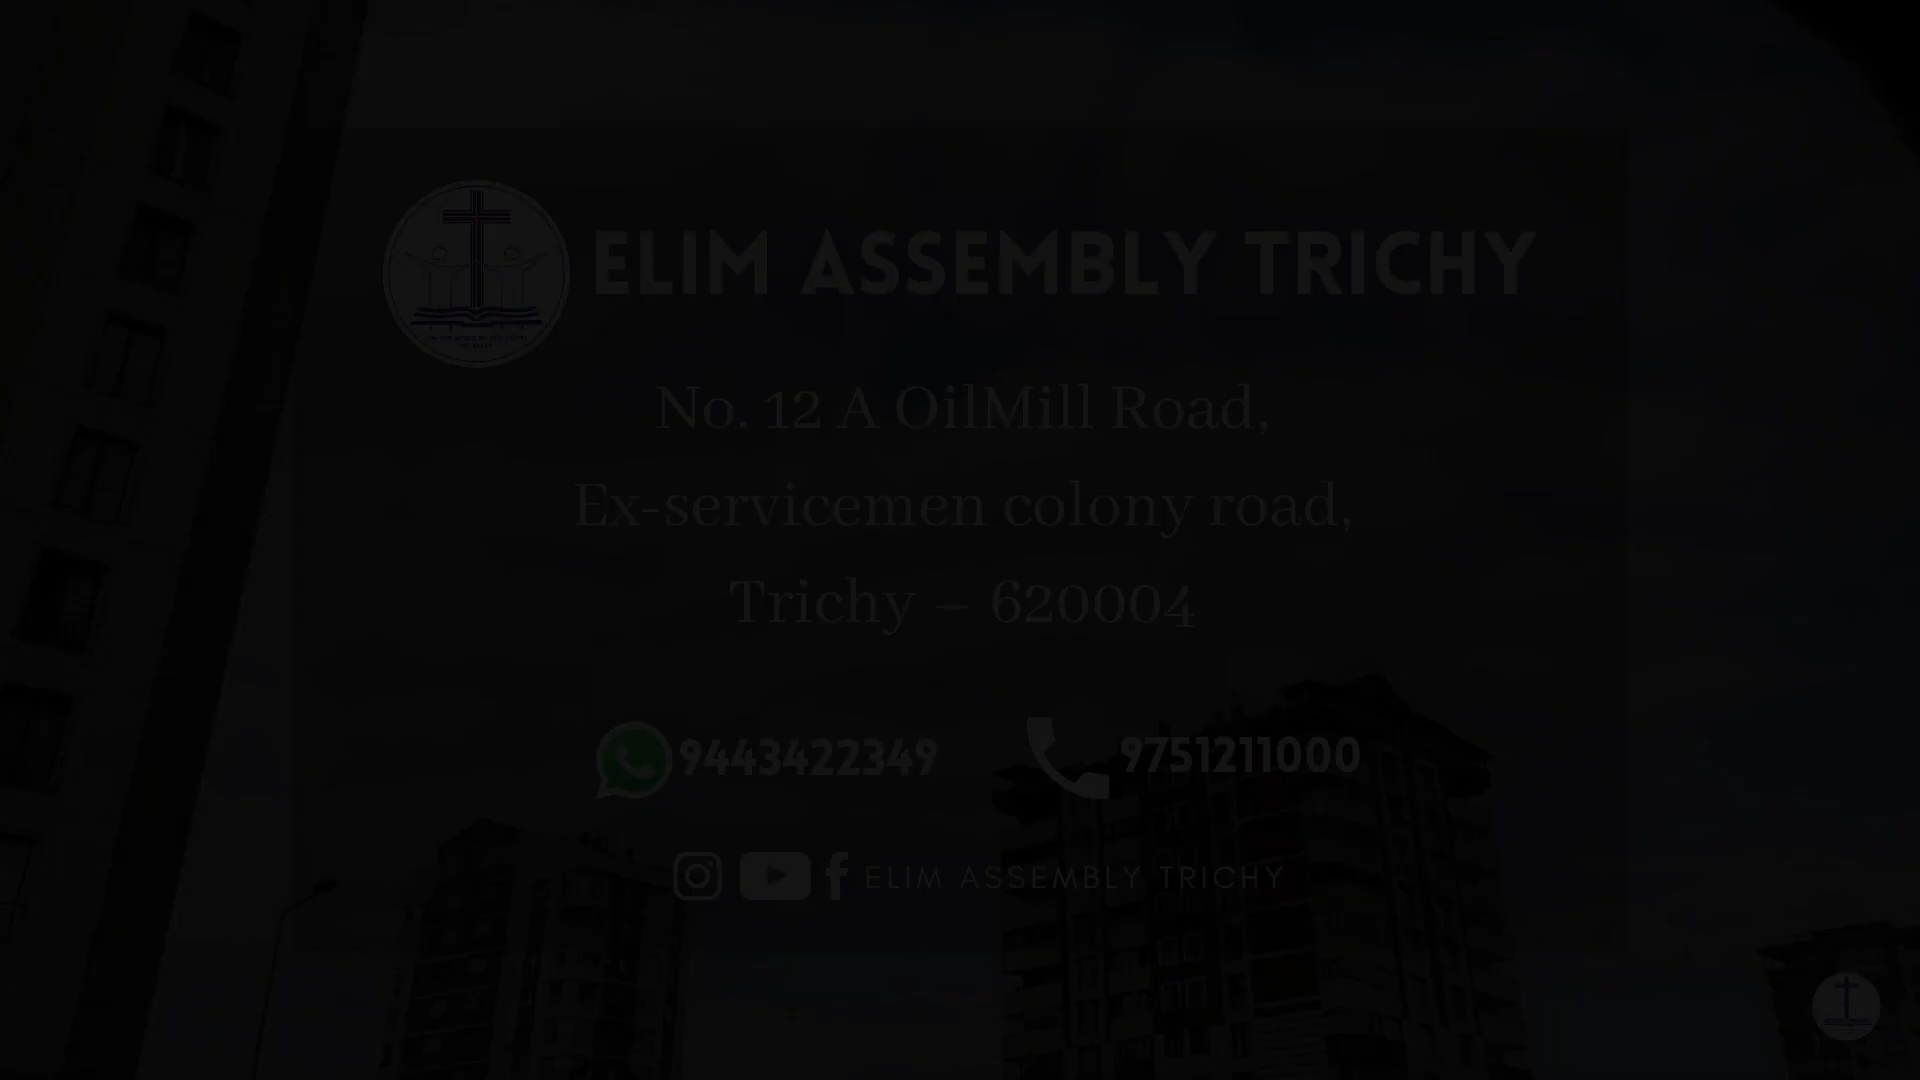 ELIM ASSEMBLY TRICHY
No. 12 A OilMill Road,
Ex-servicemen colony road,
Trichy – 620004
9443422349
9751211000
ELIM ASSEMBLY TRICHY